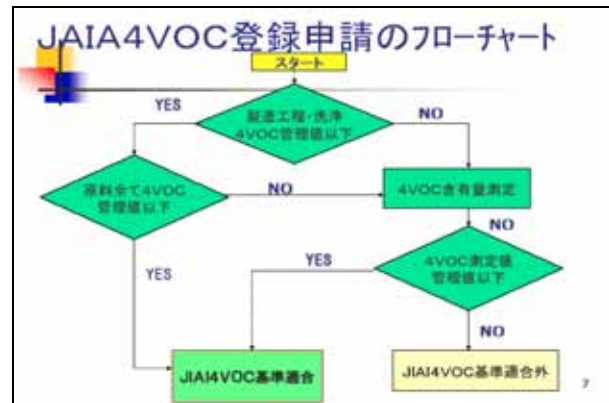 JAIA4VOC登録申請のフローチャート
スタート
YES
製造工程・洗浄
4VOC管理値以下
NO
原料全て4VOC
管理値以下
NO
4VOC含有量測定
NO
YES
YES
4VOC測定値
管理値以下
NO
JIAI4VOC基準適合
JIAI4VOC基準適合外
7